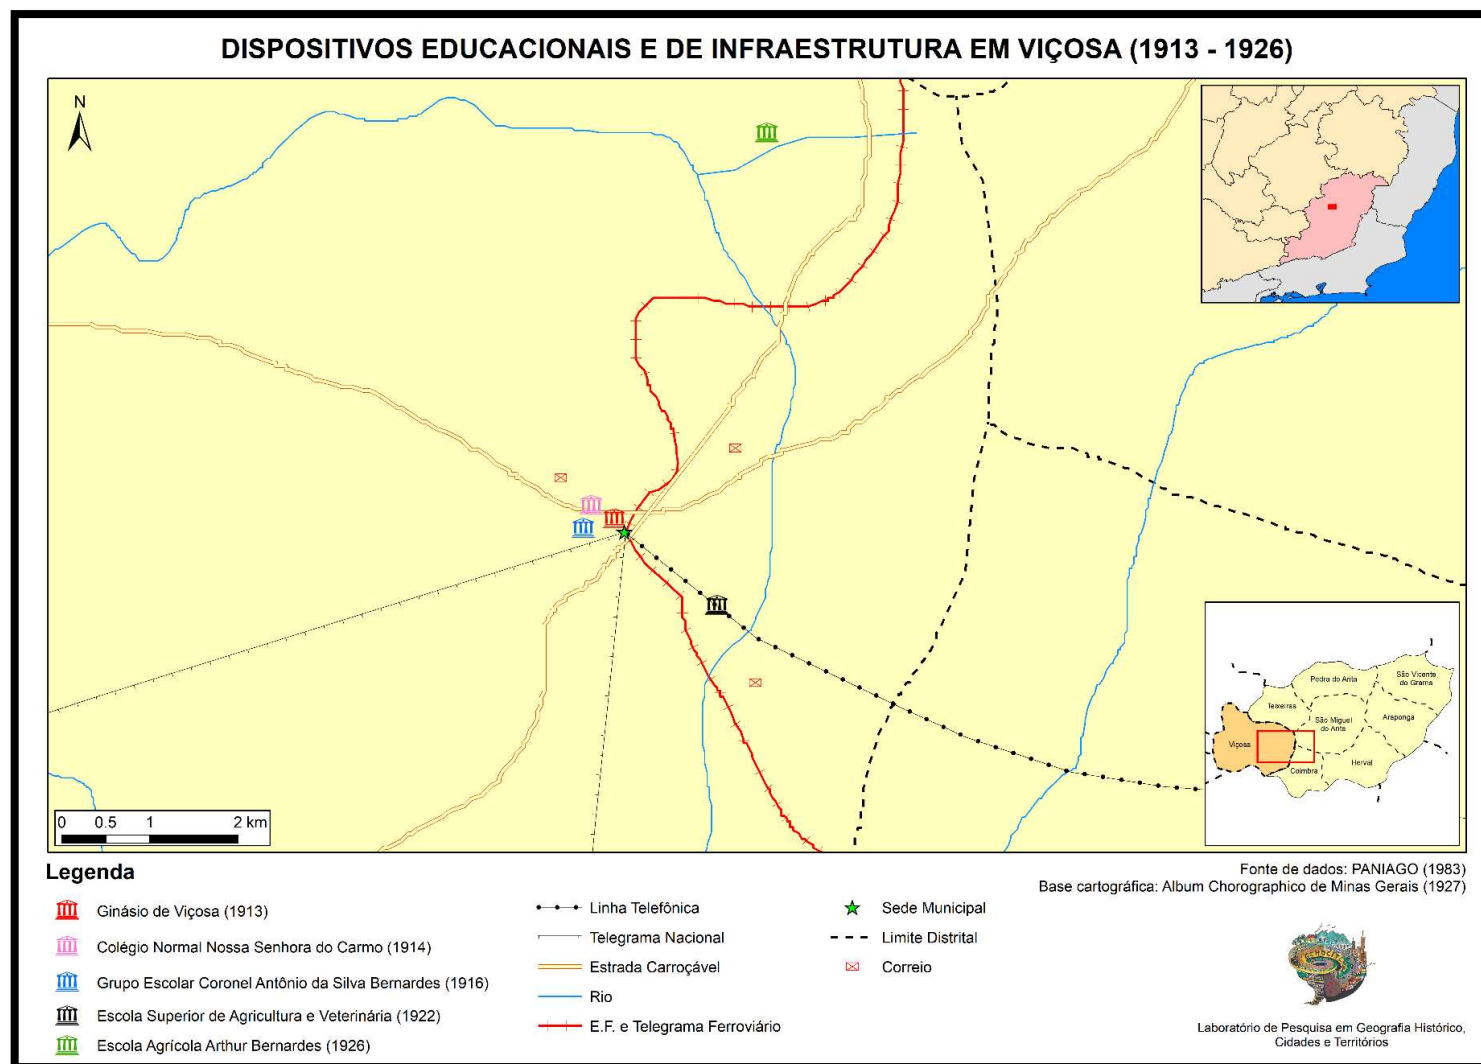 DISPOSITIVOS EDUCACIONAIS E DE INFRAESTRUTURA EM VIÇOSA (1913 - 1926)
N
Pedra do Anta
São Vicente
do Grama
Teixeiras
São Miguel
do Anta
Araponga
Viçosa
Herval
Coimbra
0 0.5 1 2 km
Legenda
Ginásio de Viçosa (1913)
Colégio Normal Nossa Senhora do Carmo (1914)
Grupo Escolar Coronel Antônio da Silva Bernardes (1916)
Escola Superior de Agricultura e Veterinária (1922)
Escola Agrícola Arthur Bernardes (1926)
Linha Telefônica
Telegrama Nacional
Estrada Carroçável
Rio
E.F. e Telegrama Ferroviário
Sede Municipal
Limite Distrital
Correio
Fonte de dados: PANIAGO (1983)
Base cartográfica: Album Chorographico de Minas Gerais (1927)
Laboratório de Pesquisa em Geografia Histórico,
Cidades e Territórios